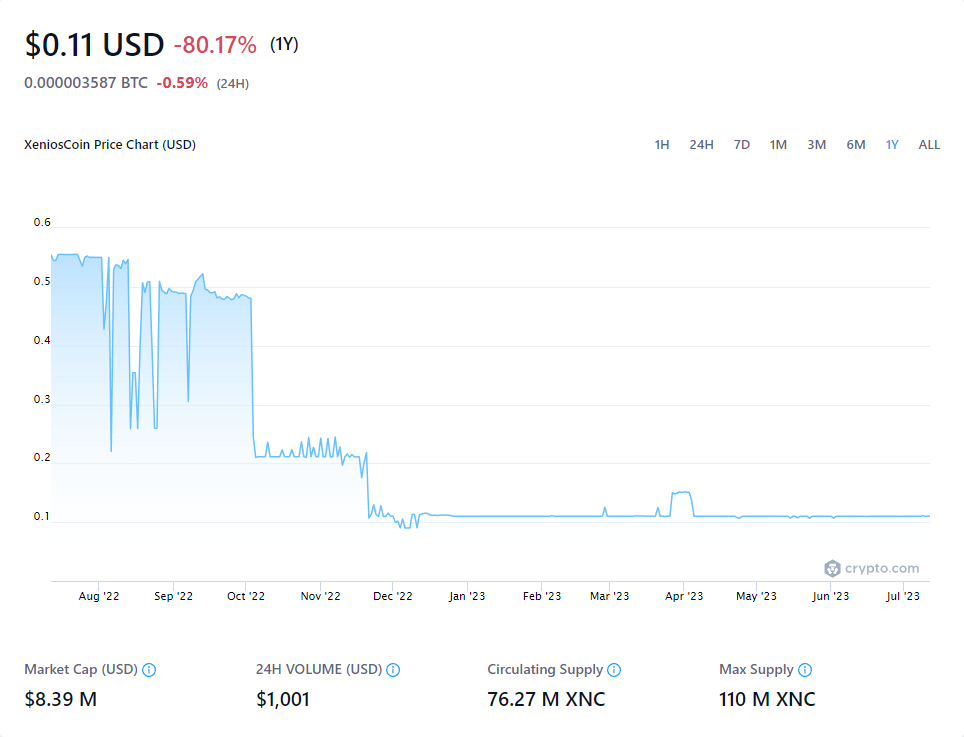 $0.11 USD -80.17% (1Y)
0.000003587 BTC -0.59% (24H)
XeniosCoin Price Chart (USD) 1H 24H 7D 1M 3M 6M 1Y ALL
0.6
0.5
0.4
0.3
0.2
0.1
crypto.com
Aug '22 Sep '22 Oct '22 Nov '22 Dec '22 Jan '23 Feb '23 Mar '23 Apr '23 May '23 Jun '23 Jul '23
Market Cap (USD) 24H VOLUME (USD) Circulating Supply Max Supply
$8.39 M $1,001 76.27 M XNC 110 M XNC